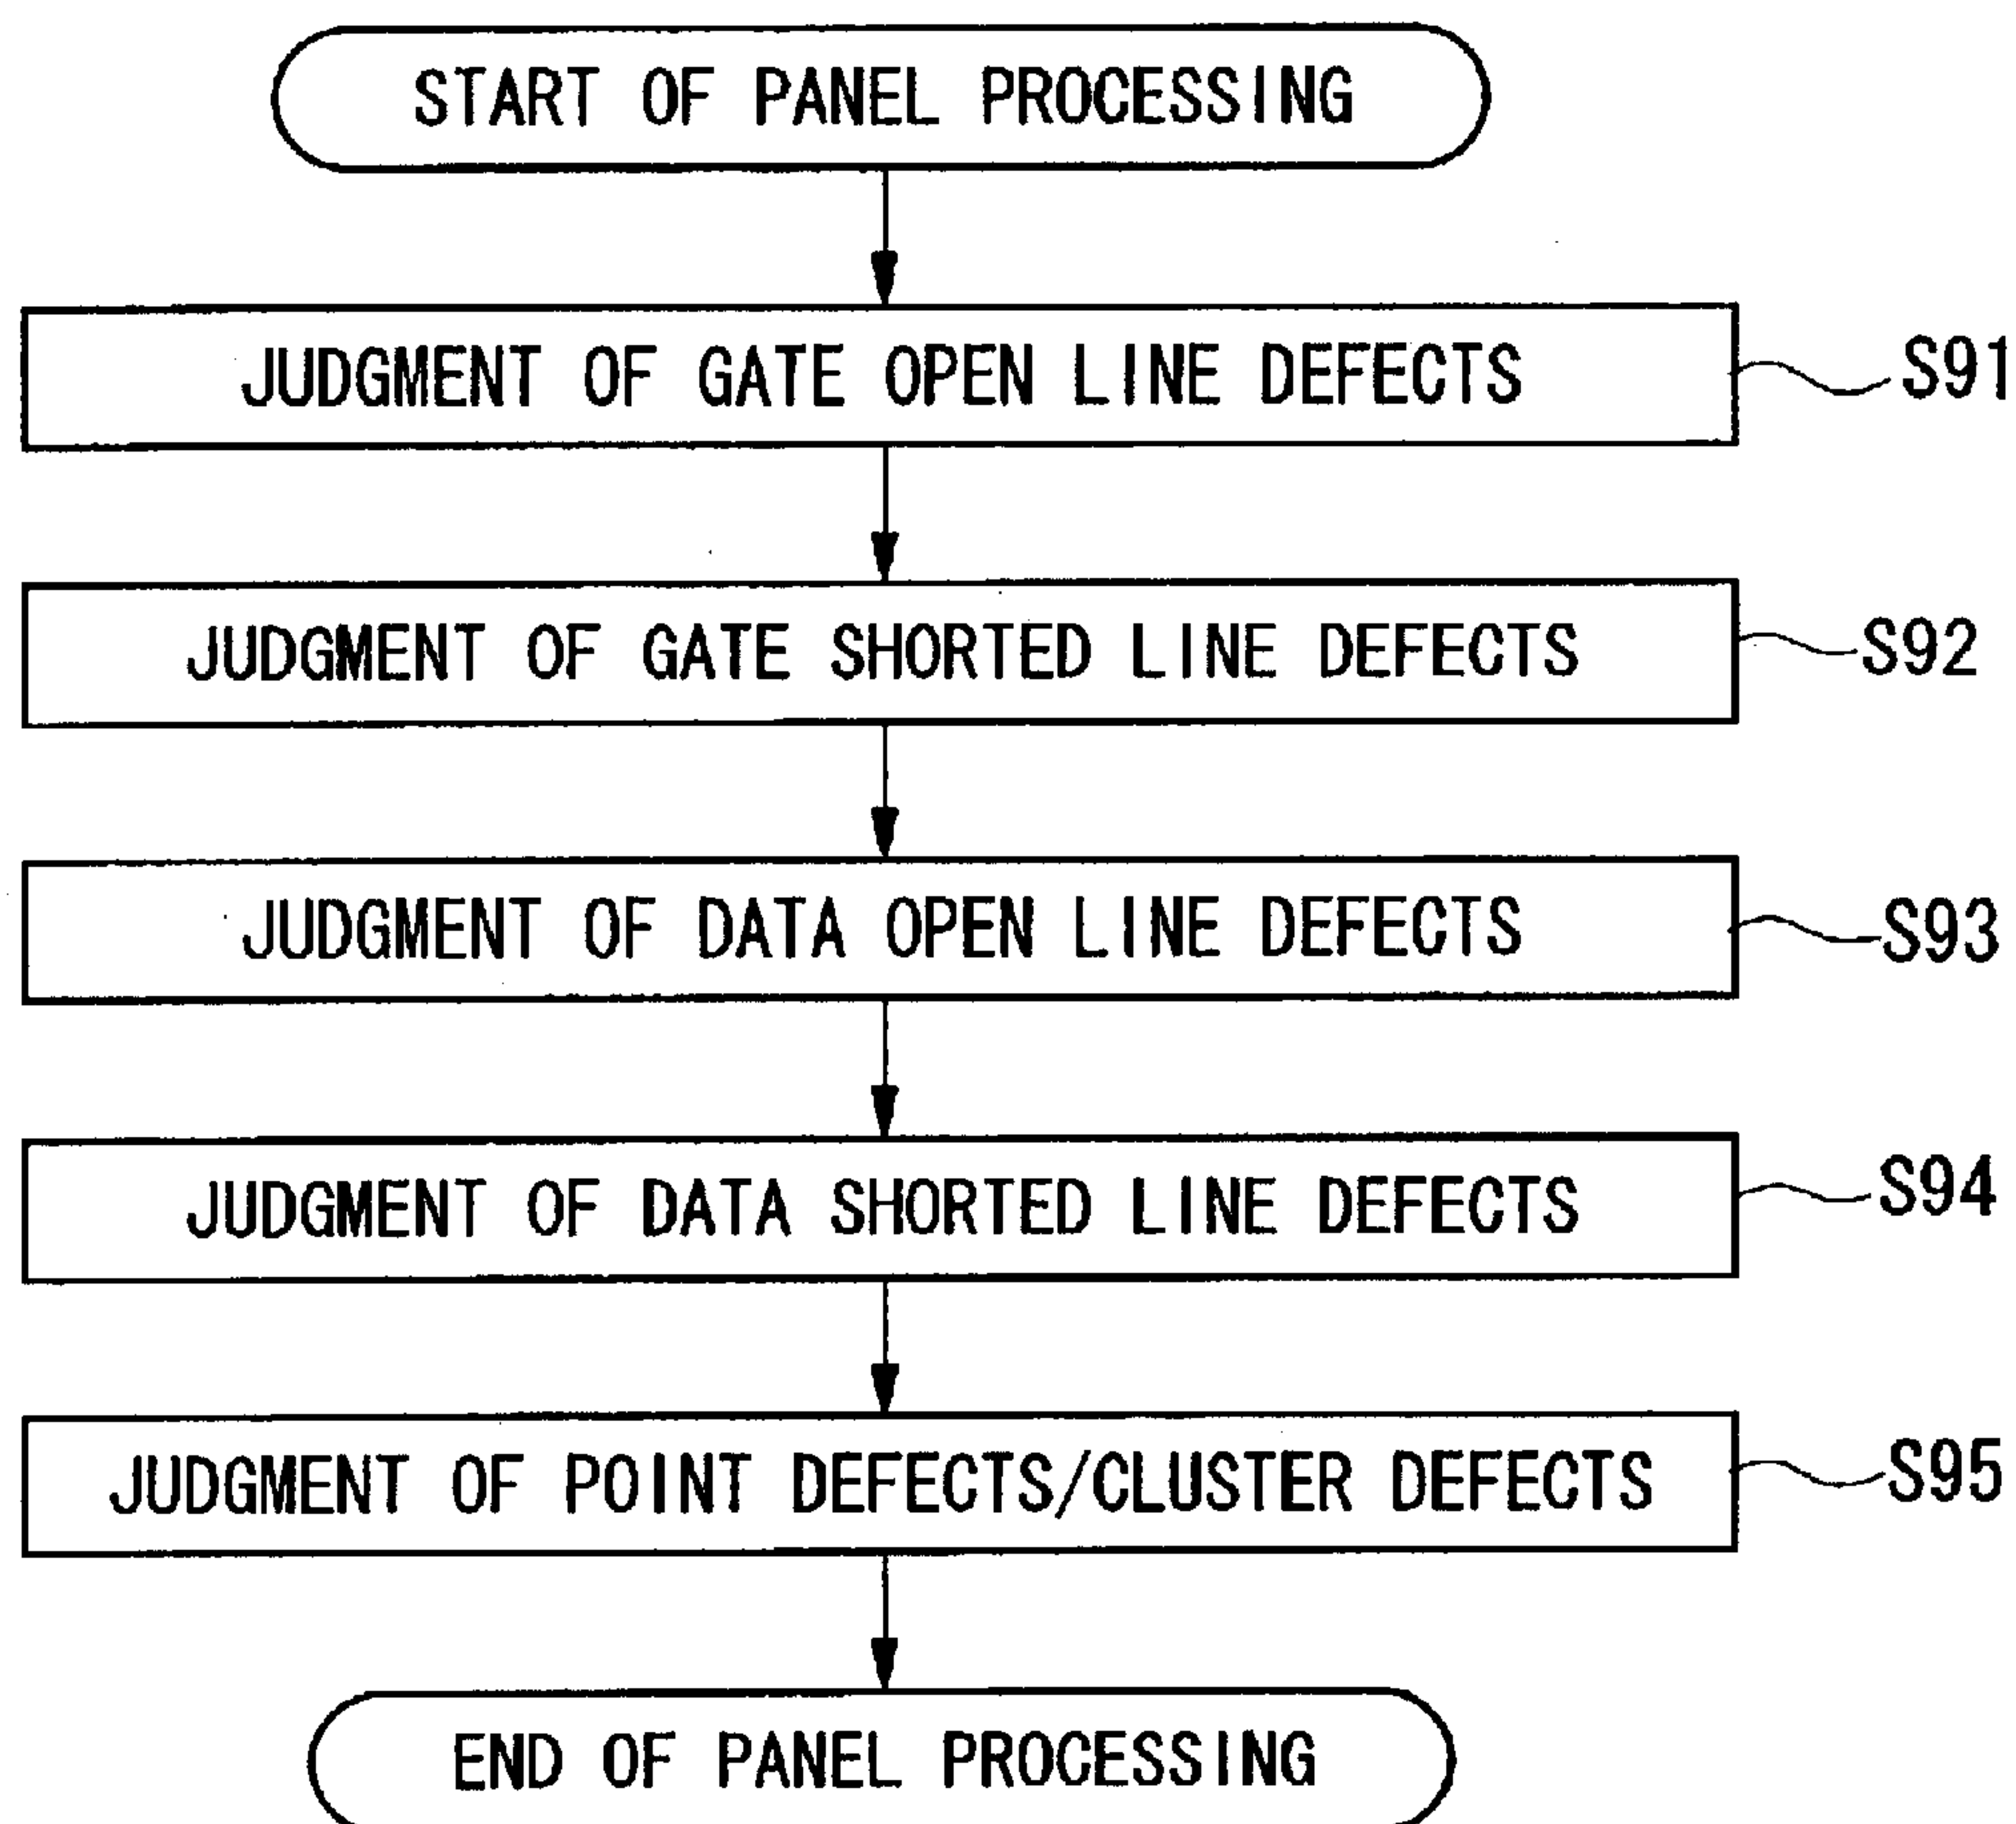 START OF PANEL PROCESSING
JUDGMENT OF GATE OPEN LINE DEFECTS
S91
JUDGMENT OF GATE SHORTED LINE DEFECTS
S92
JUDGMENT OF DATA OPEN LINE DEFECTS
S93
JUDGMENT OF DATA SHORTED LINE DEFECTS
S94
JUDGMENT OF POINT DEFECTS/CLUSTER DEFECTS
S95
END OF PANEL PROCESSING